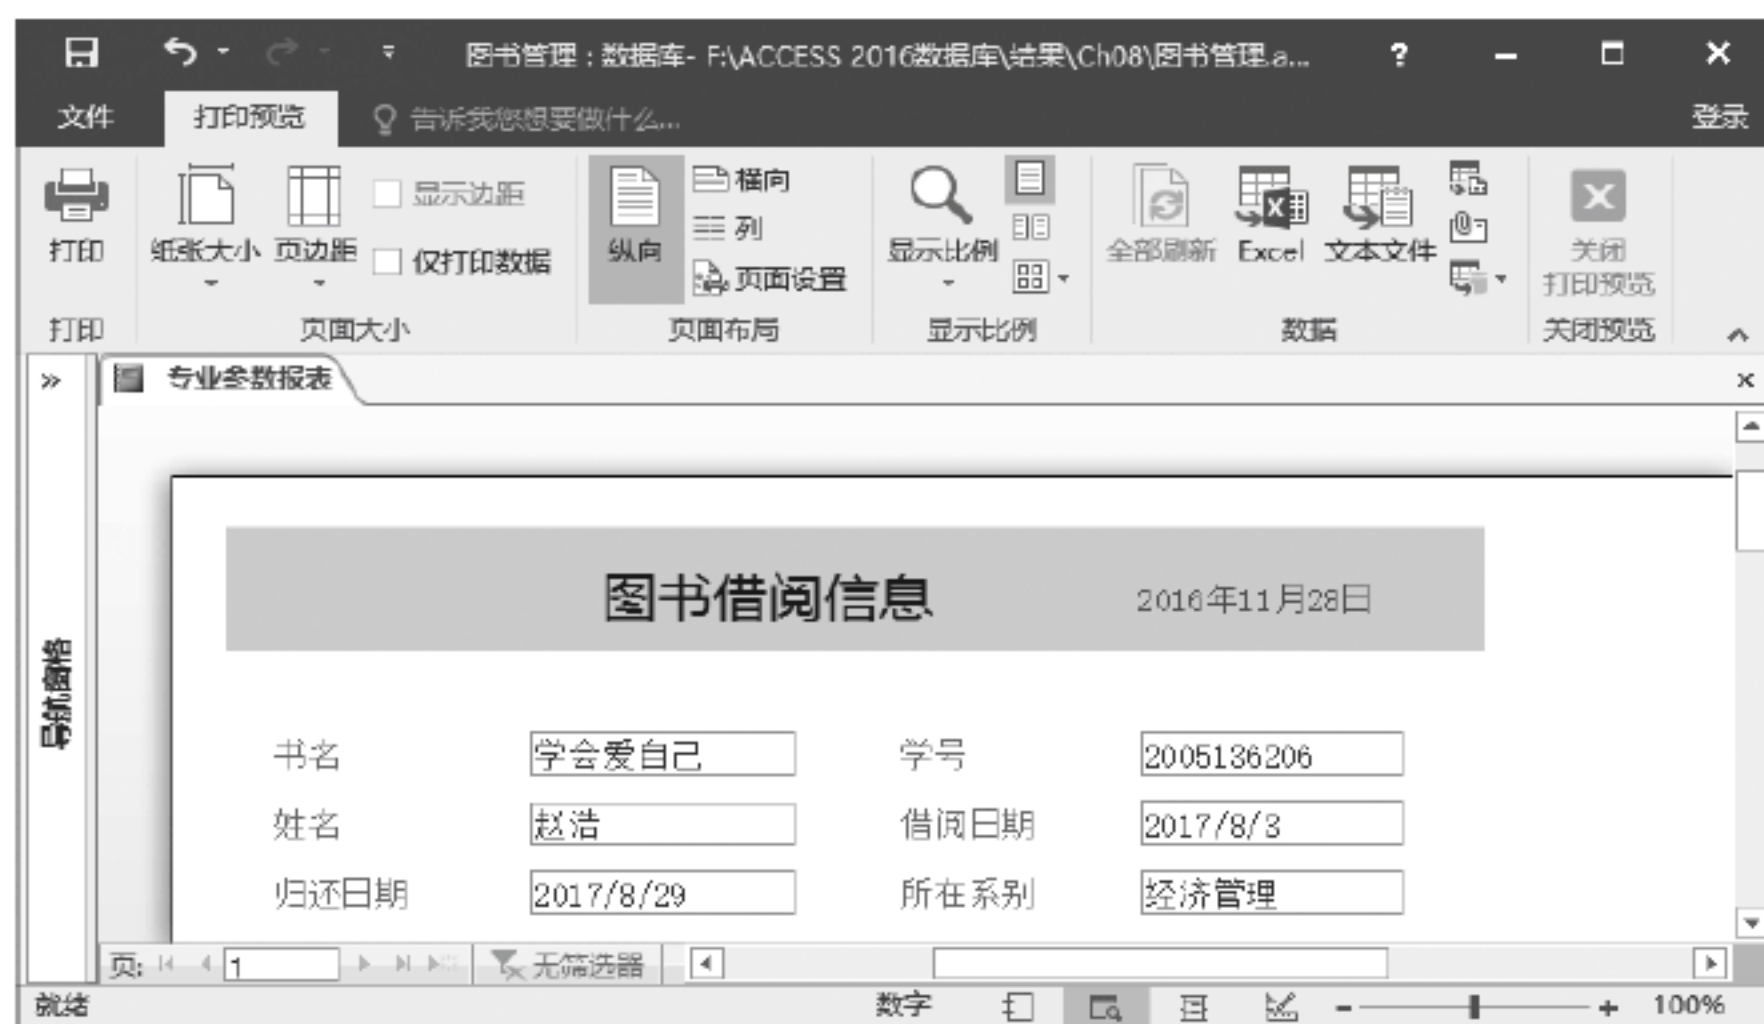 图书管理 : 数据库- F:\ACCESS 2016数据库\结果\Ch08\图书管理.a... ?
文件 打印预览 告诉我您想要做什么... 登录
显示边距 横向
打印 纸张大小 页边距 仅打印数据 纵向 列 显示比例 全部刷新 Excel 文本文件 关闭
页面设置 打印预览
打印 页面大小 页面布局 显示比例 数据 关闭预览
» 专业参数报表
导航窗格
图书借阅信息 2016年11月28日
书名 学会爱自己 学号 2005136206
姓名 赵浩 借阅日期 2017/8/3
归还日期 2017/8/29 所在系别 经济管理
页: 1 无筛选器
就绪 数字 100%